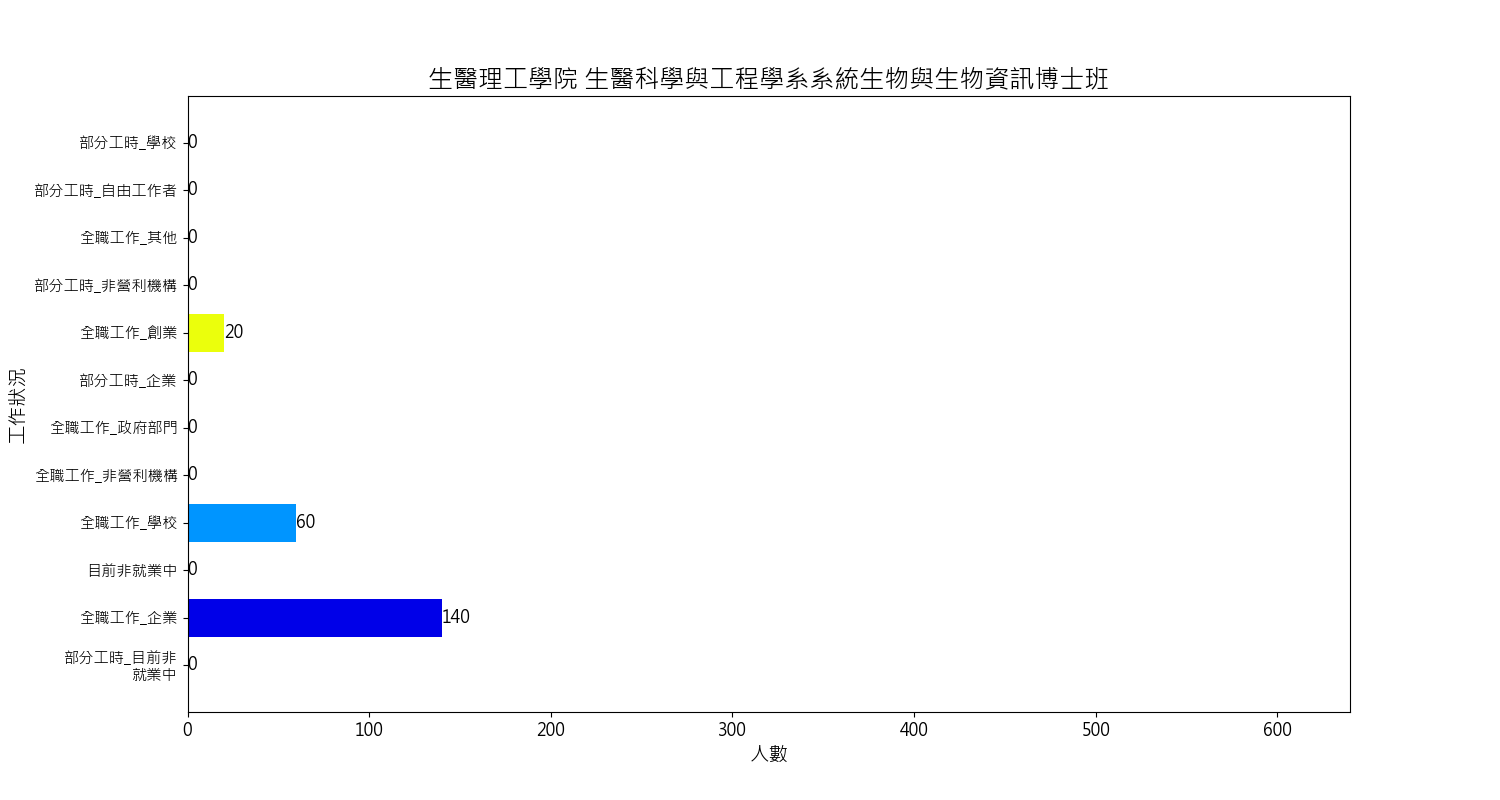 生醫理工學院 生醫科學與工程學系系統生物與生物資訊博士班
部分工時_學校
0
部分工時_自由工作者
0
全職工作_其他
0
部分工時_非營利機構
0
全職工作_創業
20
部分工時_企業
0
全職工作_政府部門
0
全職工作_非營利機構
0
全職工作_學校
60
目前非就業中
0
全職工作_企業
140
部分工時_目前非
就業中
0
工作狀況
0 100 200 300 400 500 600
人數